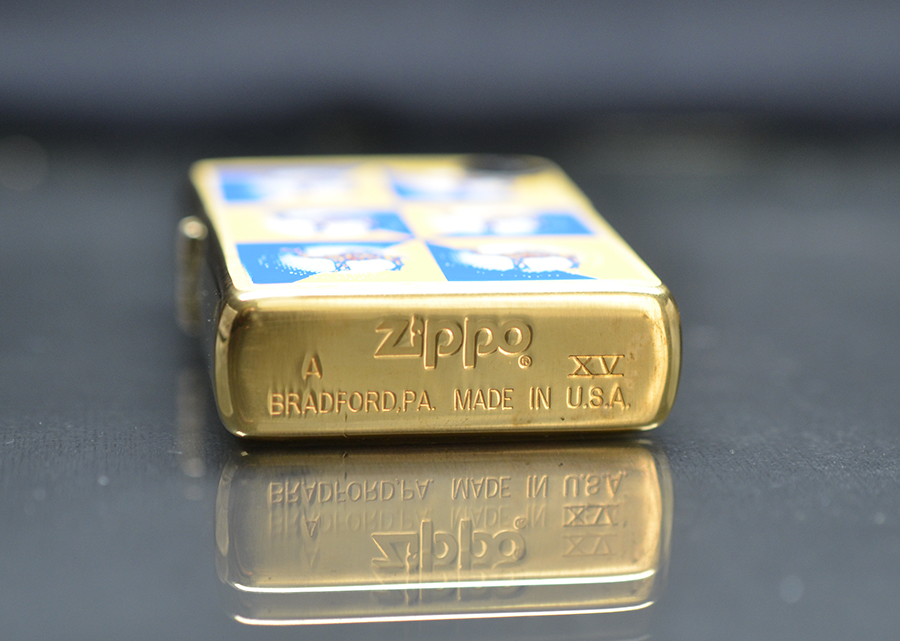 Zippo®
A XV
BRADFORD,PA. MADE IN U.S.A.